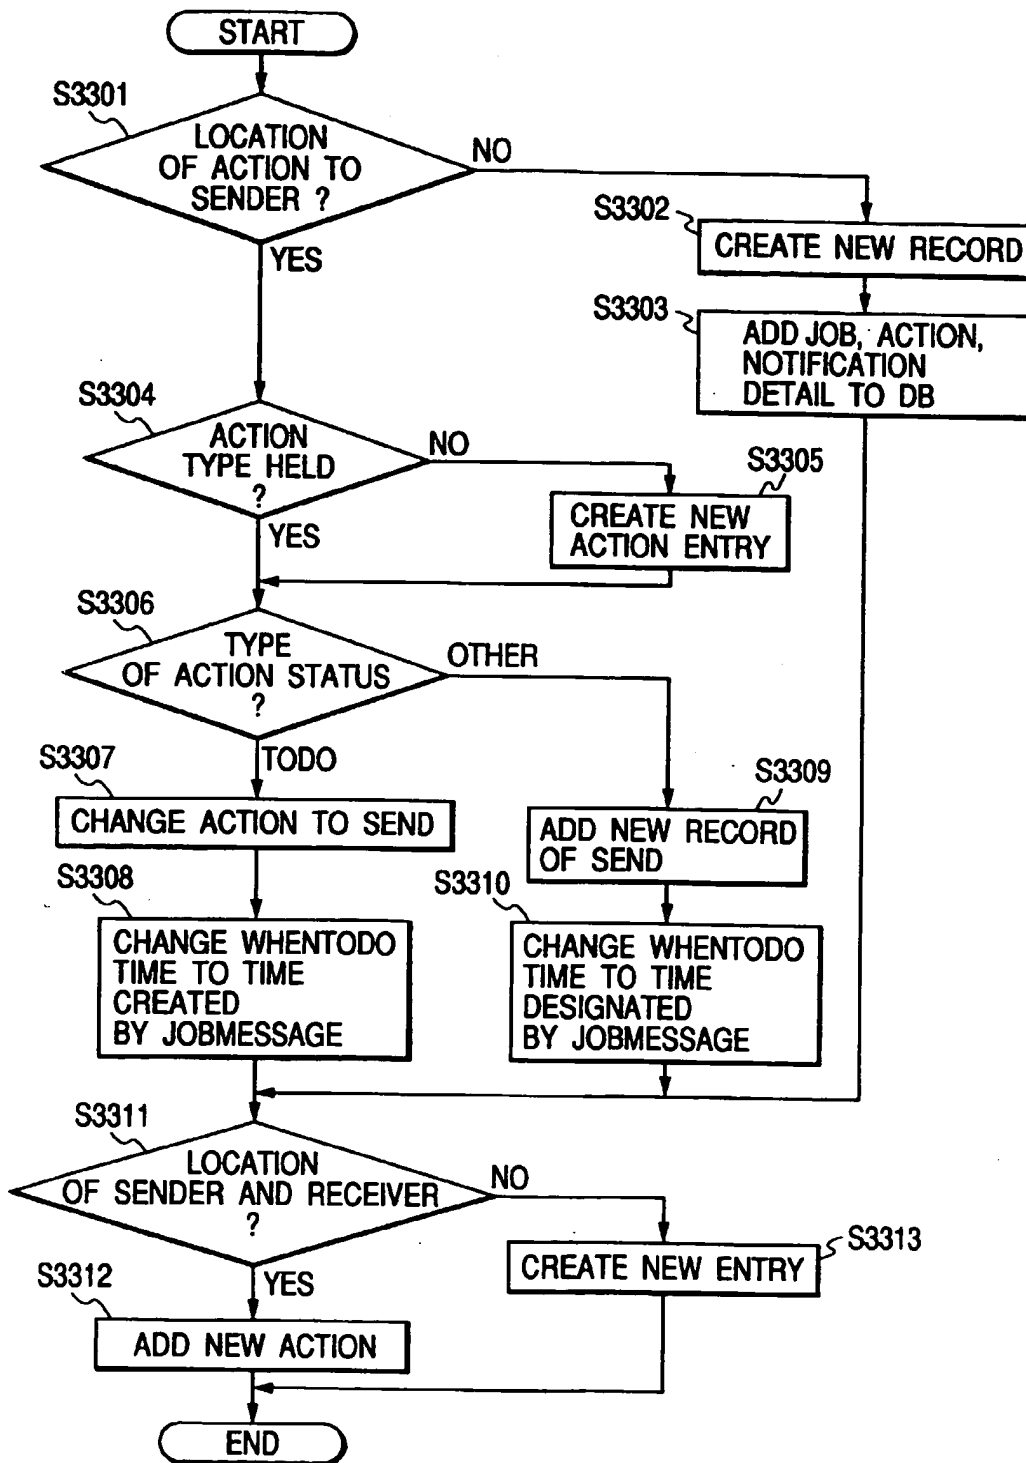 START
S3301
LOCATION
OF ACTION TO
SENDER ?
NO
YES
S3302
CREATE NEW RECORD
S3303
ADD JOB, ACTION,
NOTIFICATION
DETAIL TO DB
S3304
ACTION
TYPE HELD
?
NO
YES
S3305
CREATE NEW
ACTION ENTRY
S3306
TYPE
OF ACTION STATUS
?
OTHER
TODO
S3307
CHANGE ACTION TO SEND
S3308
CHANGE WHENTODO
TIME TO TIME
CREATED
BY JOBMESSAGE
S3309
ADD NEW RECORD
OF SEND
S3310
CHANGE WHENTODO
TIME TO TIME
DESIGNATED
BY JOBMESSAGE
S3311
LOCATION
OF SENDER AND RECEIVER
?
NO
YES
S3312
ADD NEW ACTION
S3313
CREATE NEW ENTRY
END